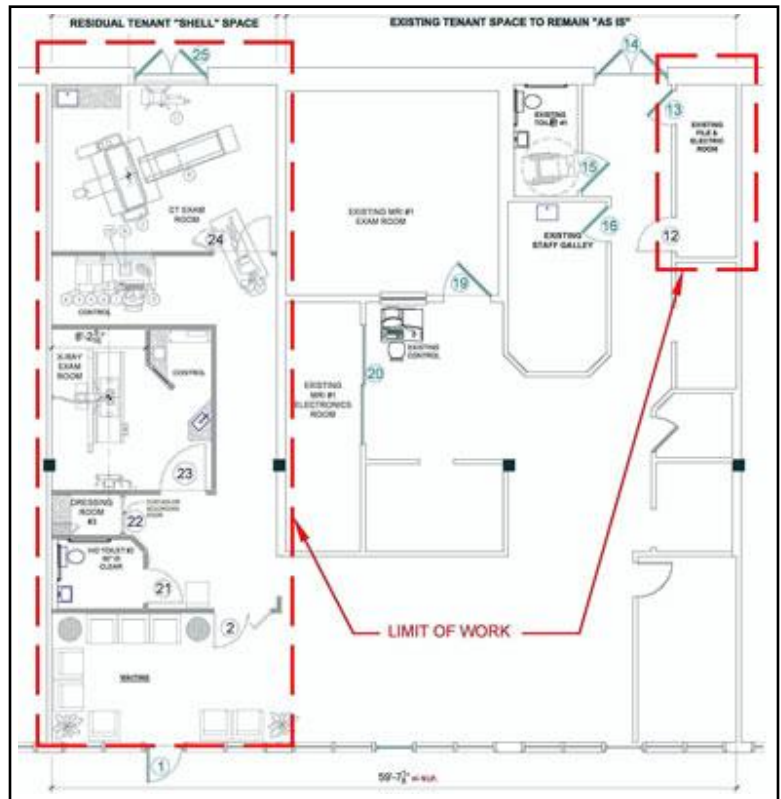 RESIDUAL TENANT "SHELL" SPACE
EXISTING TENANT SPACE TO REMAIN "AS IS"
25
14
13
EXISTING
TOILET #1
EXISTING
FILE &
ELECTRIC
ROOM
15
EXISTING MRI #1
EXAM ROOM
CT EXAM
ROOM
24
16
EXISTING
STAFF GALLEY
12
19
CONTROL
EXISTING
CONTROL
X-RAY
EXAM
ROOM
CONTROL
20
EXISTING
MRI #1
ELECTRONICS
ROOM
23
DRESSING
ROOM
#3
22
CLEAR
21
2
LIMIT OF WORK
WAITING
1